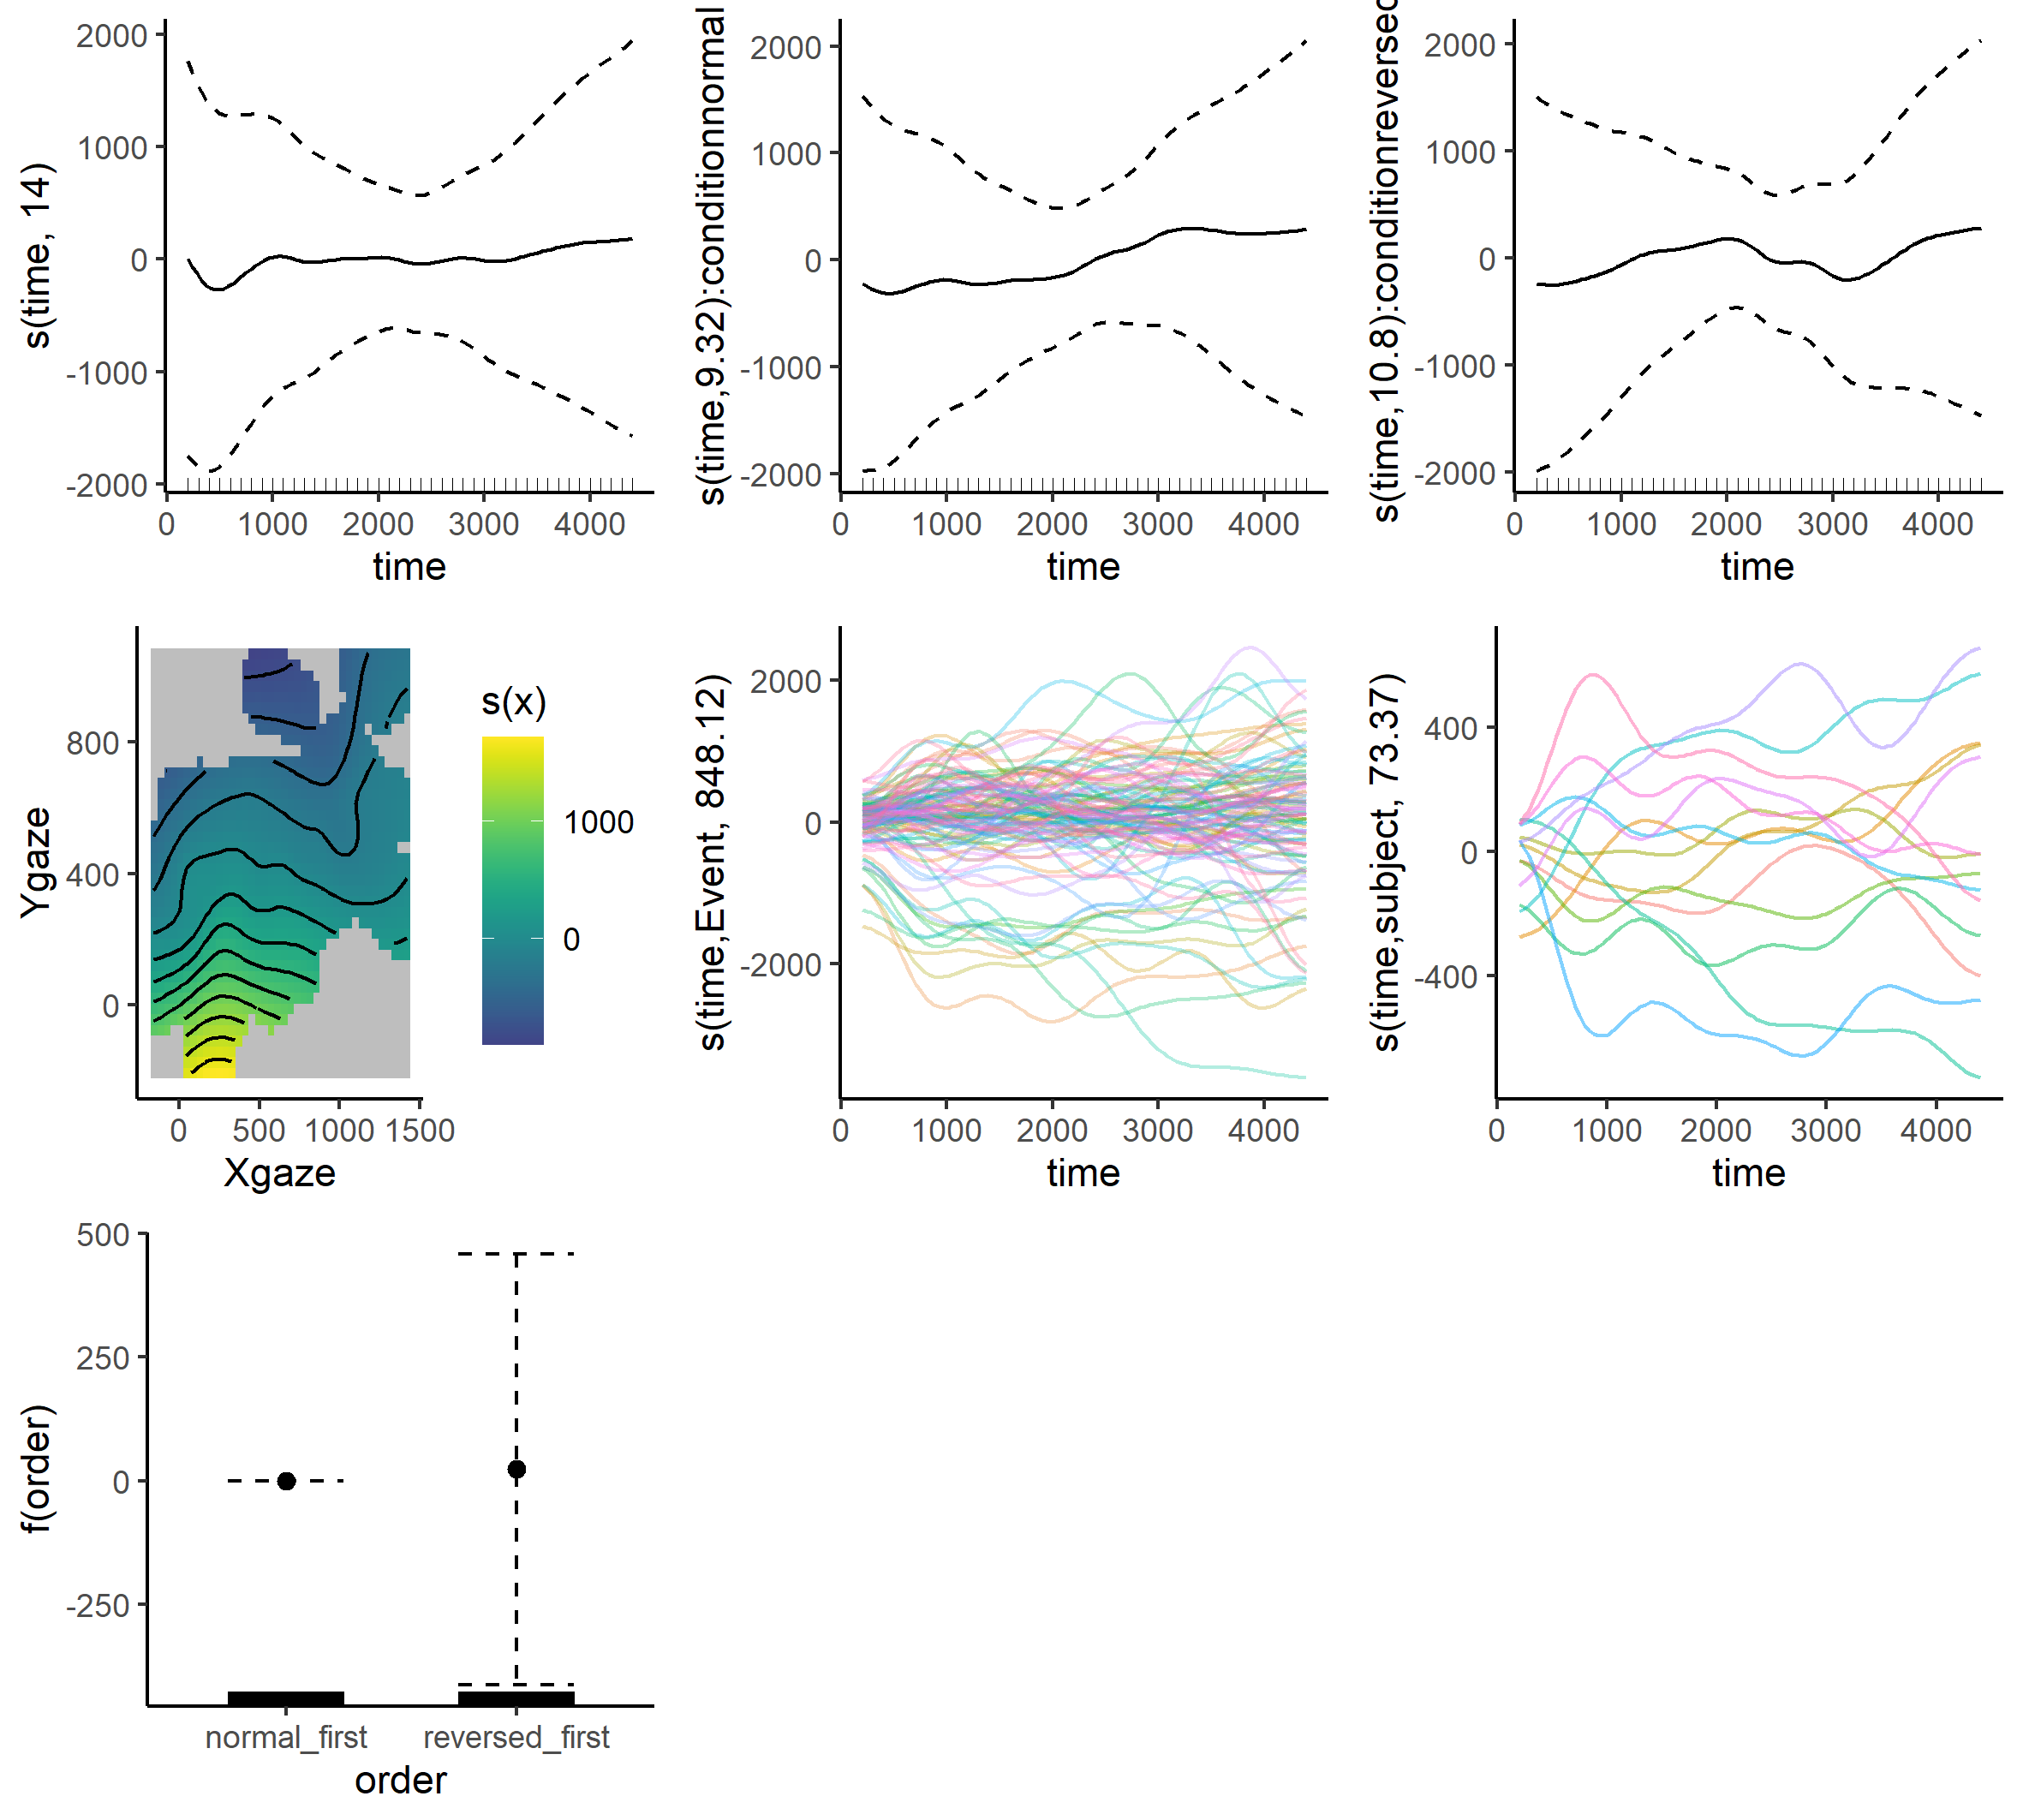 2000
1000
0
-1000
-2000
s(time, 14)
0 1000 2000 3000 4000
time
2000
1000
0
-1000
-2000
s(time,9.32):conditionnormal
0 1000 2000 3000 4000
time
2000
1000
0
-1000
-2000
s(time,10.8):conditionreversed
0 1000 2000 3000 4000
time
800
400
0
Ygaze
0 500 1000 1500
Xgaze
s(x)
1000
0
2000
0
-2000
s(time,Event, 848.12)
0 1000 2000 3000 4000
time
400
0
-400
s(time,subject, 73.37)
0 1000 2000 3000 4000
time
500
250
0
-250
f(order)
normal_first reversed_first
order